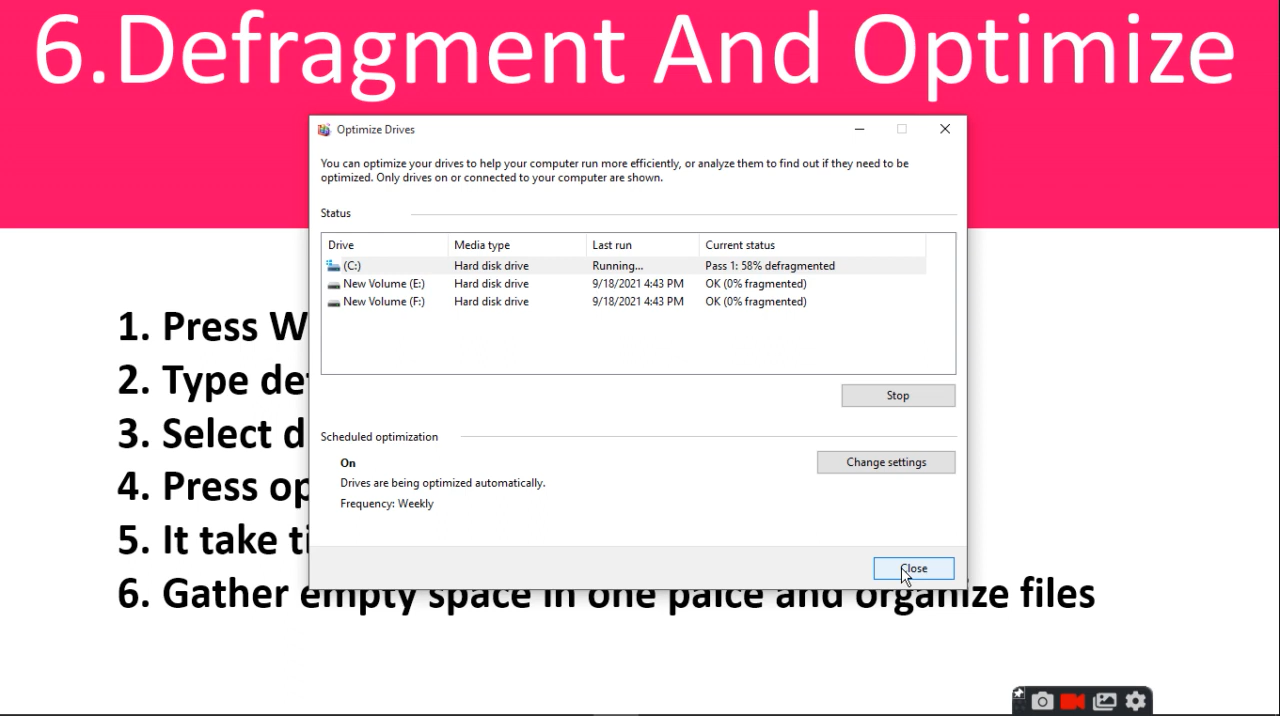 6.Defragment And Optimize
Optimize Drives
You can optimize your drives to help your computer run more efficiently, or analyze them to find out if they need to be
optimized. Only drives on or connected to your computer are shown.
Status
Drive Media type Last run Current status
(C:) Hard disk drive Running... Pass 1: 58% defragmented
New Volume (E:) Hard disk drive 9/18/2021 4:43 PM OK (0% fragmented)
New Volume (F:) Hard disk drive 9/18/2021 4:43 PM OK (0% fragmented)
Stop
Scheduled optimization
On
Change settings
Drives are being optimized automatically.
Frequency: Weekly
Close
1. Press
2. Type
3. Select
4. Press
5. It take
6. Gather empty space in one palce and organize files